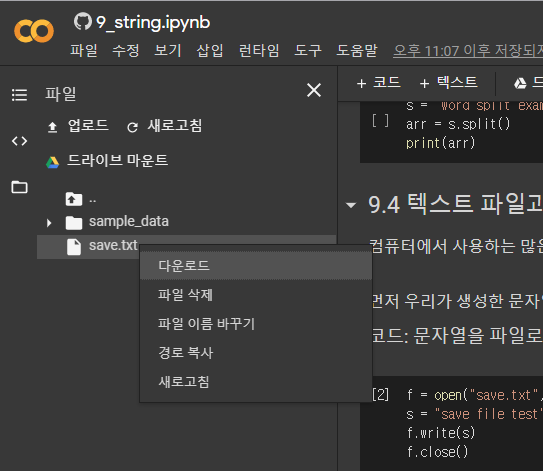 9_string.ipynb
파일 수정 보기 삽입 런타임 도구 도움말 오후 11:07 이후 저장되지
파일
+ 코드 + 텍스트 드
업로드 새로고침
드라이브 마운트
..
sample_data
save.txt
다운로드
파일 삭제
파일 이름 바꾸기
경로 복사
새로고침
s = "word split exam
[ ] arr = s.split()
print(arr)
9.4 텍스트 파일
컴퓨터에서 사용하는 많은
먼저 우리가 생성한 문자
코드: 문자열을 파일로
[2] f = open("save.txt",
s = "save file test"
f.write(s)
f.close()